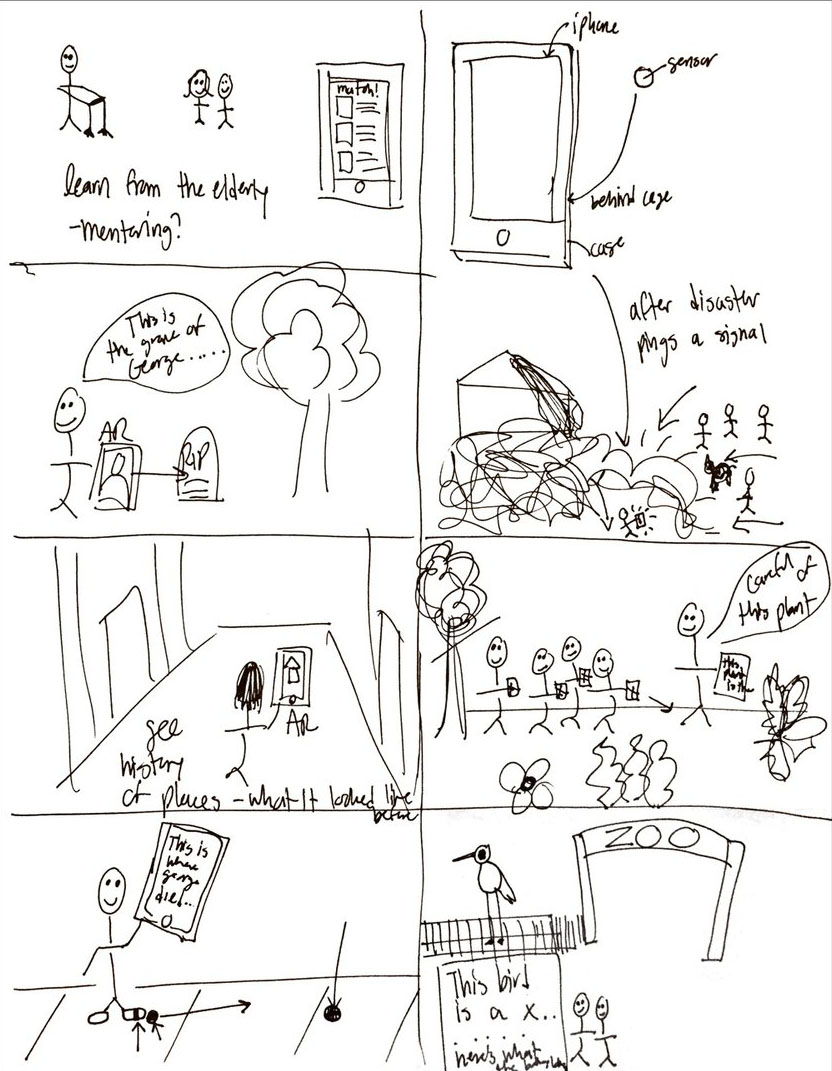 match!
learn from the elderly
-mentoring?
iphone
sensor
behind case
case
This is
the grave of
George......
AR
RIP
after disaster
pings a signal
see
history
of places - what it looked like
before
AR
careful of
this plant
this
plant
is the
This is
where
george
died...
ZOO
This bird
is a x..
here's what